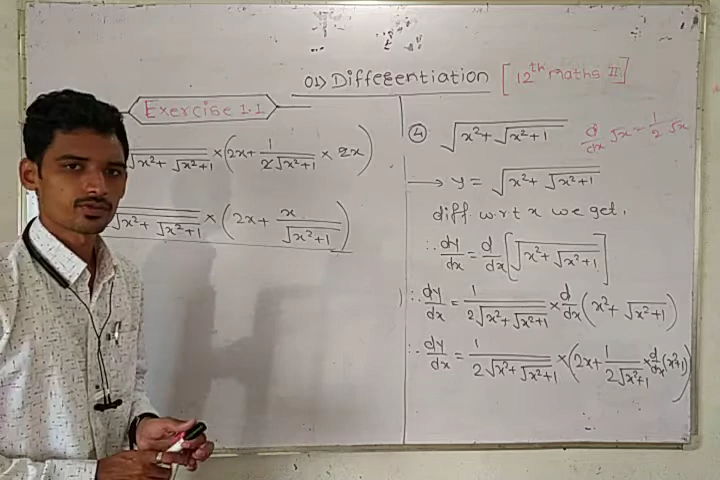 01) Differentiation [12th maths II]
Exercise 1.1
√(x²+√(x²+1)) × (2x + 1/(2√(x²+1)) × 2x)
√(x²+√(x²+1)) × (2x + x/√(x²+1))
④ √(x²+√(x²+1))
d/dx √x = 1/2 √x
→ y = √(x²+√(x²+1))
diff w.r.t x we get,
∴ dy/dx = d/dx [√(x²+√(x²+1))]
∴ dy/dx = 1/(2√(x²+√(x²+1))) × d/dx (x²+√(x²+1))
∴ dy/dx = 1/(2√(x²+√(x²+1))) × (2x + 1/(2√(x²+1)) × d/dx (x²+1))